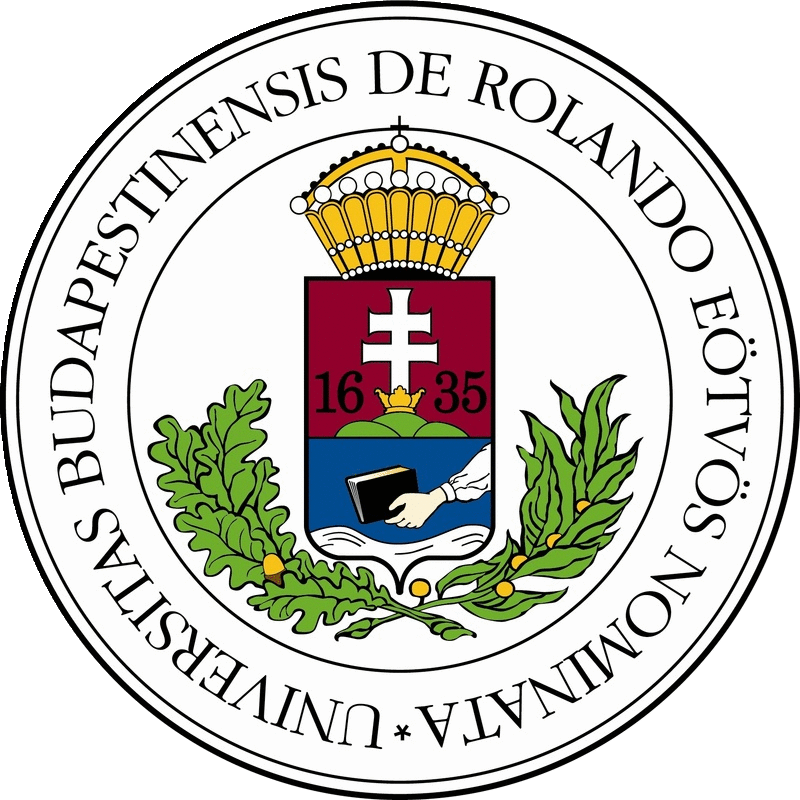 UNIVERSITAS BUDAPESTINENSIS DE ROLANDO EÖTVÖS NOMINATA *
16 35